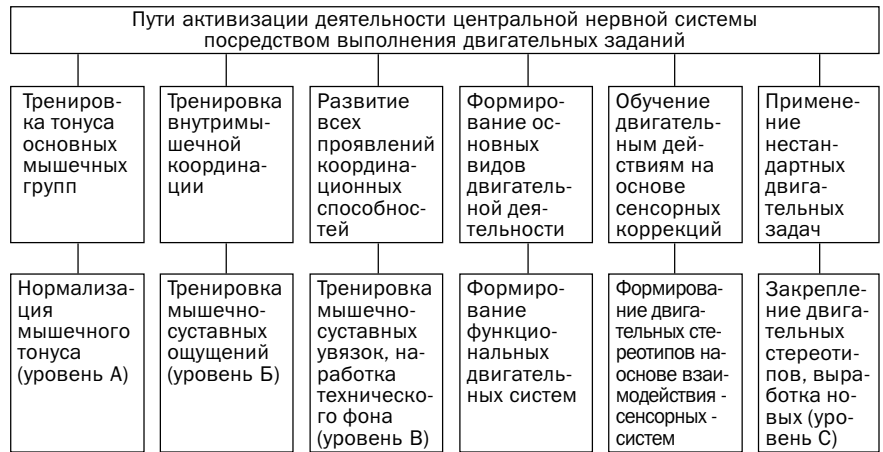 Пути активизации деятельности центральной нервной системы
посредством выполнения двигательных заданий
Трениров-
ка тонуса
основных
мышечных
групп
Тренировка
внутримы-
шечной
координа-
ции
Развитие
всех
проявлений
координа-
ционных
способнос-
тей
Формиро-
вание ос-
новных
видов
двигатель-
ной дея-
тельности
Обучение
двигатель-
ным дей-
ствиям на
основе
сенсорных
коррекций
Примене-
ние
нестан-
дартных
двига-
тельных
задач
Нормализа-
ция
мышечного
тонуса
(уровень А)
Тренировка
мышечно-
суставных
ощущений
(уровень Б)
Тренировка
мышечно-
суставных
увязок, на-
работка
техническо-
го фона
(уровень В)
Формиро-
вание
функцио-
нальных
двигатель-
ных систем
Формирова-
ние двига-
тельных сте-
реотипов на-
основе взаи-
модействия -
сенсорных -
систем
Закрепле-
ние двига-
тельных
стереоти-
пов, выра-
ботка но-
вых (уро-
вень С)